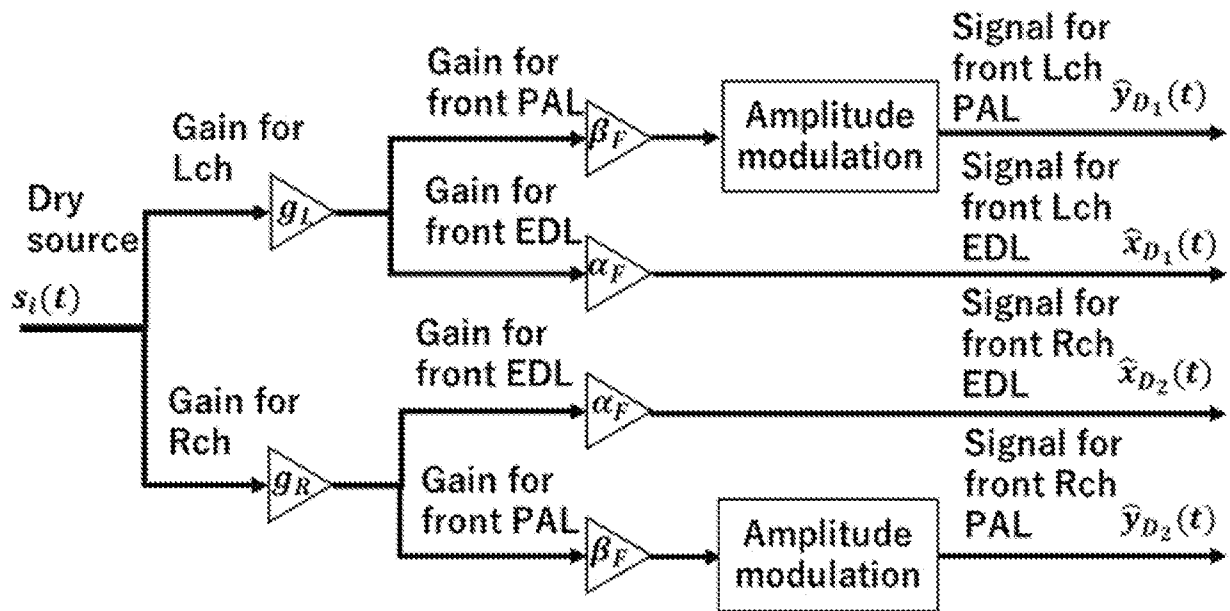 Dry
source
s_i(t)
Gain for
Lch
g_L
Gain for
front PAL
β_F
Amplitude
modulation
Signal for
front Lch
PAL ŷ_{D_1}(t)
Gain for
front EDL
α_F
Signal for
front Lch
EDL x̂_{D_1}(t)
Gain for
Rch
g_R
Gain for
front EDL
α_F
Signal for
front Rch
EDL x̂_{D_2}(t)
Gain for
front PAL
β_F
Amplitude
modulation
Signal for
front Rch
PAL ŷ_{D_2}(t)